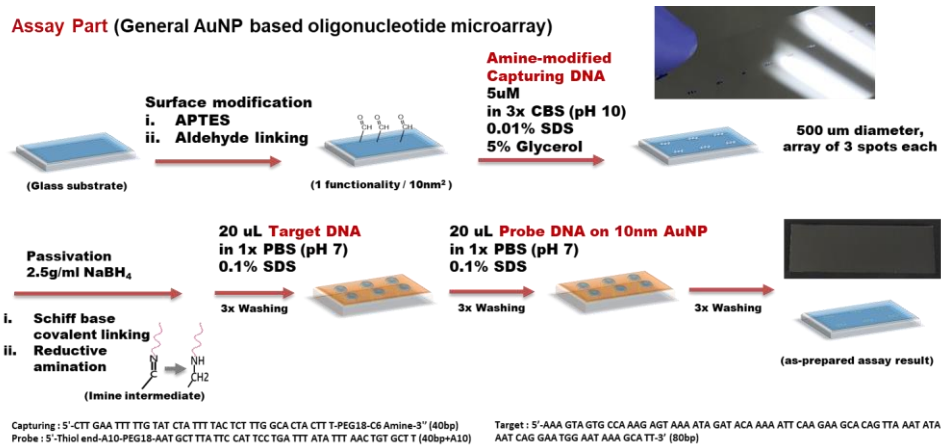 Assay Part (General AuNP based oligonucleotide microarray)
Surface modification
i. APTES
ii. Aldehyde linking
Amine-modified
Capturing DNA
5uM
in 3x CBS (pH 10)
0.01% SDS
5% Glycerol
500 um diameter,
array of 3 spots each
O
CH
O
CH
O
CH
(Glass substrate)
(1 functionality / 10nm²)
Passivation
2.5g/ml NaBH₄
i. Schiff base
covalent linking
ii. Reductive
amination
N
C
NH
CH2
(Imine intermediate)
20 uL Target DNA
in 1x PBS (pH 7)
0.1% SDS
3x Washing
20 uL Probe DNA on 10nm AuNP
in 1x PBS (pH 7)
0.1% SDS
3x Washing
3x Washing
(as-prepared assay result)
Capturing : 5'-CTT GAA TTT TTG TAT CTA TTT TAC TCT TTG GCA CTA CTT T-PEG18-C6 Amine-3'' (40bp)
Probe : 5'-Thiol end-A10-PEG18-AAT GCT TTA TTC CAT TCC TGA TTT ATA TTT AAC TGT GCT T (40bp+A10)
Target : 5'-AAA GTA GTG CCA AAG AGT AAA ATA GAT ACA AAA ATT CAA GAA GCA CAG TTA AAT ATA
AAT CAG GAA TGG AAT AAA GCA TT-3' (80bp)